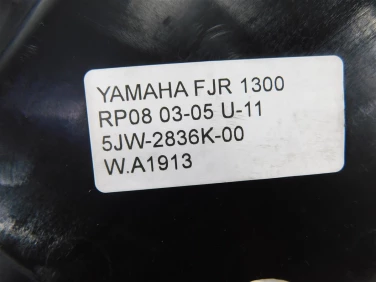 YAMAHA FJR 1300
RP08 03-05 U-11
5JW-2836K-00
W.A1913